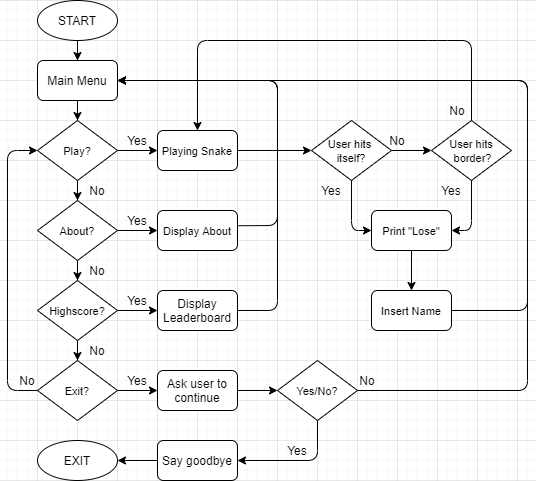 START
Main Menu
No
Play?
Yes
Playing Snake
User hits
itself?
No
User hits
border?
No
Yes
Yes
About?
Yes
Display About
Print "Lose"
No
Highscore?
Yes
Display
Leaderboard
Insert Name
No
No
Exit?
Yes
Ask user to
continue
Yes/No?
No
Yes
EXIT
Say goodbye